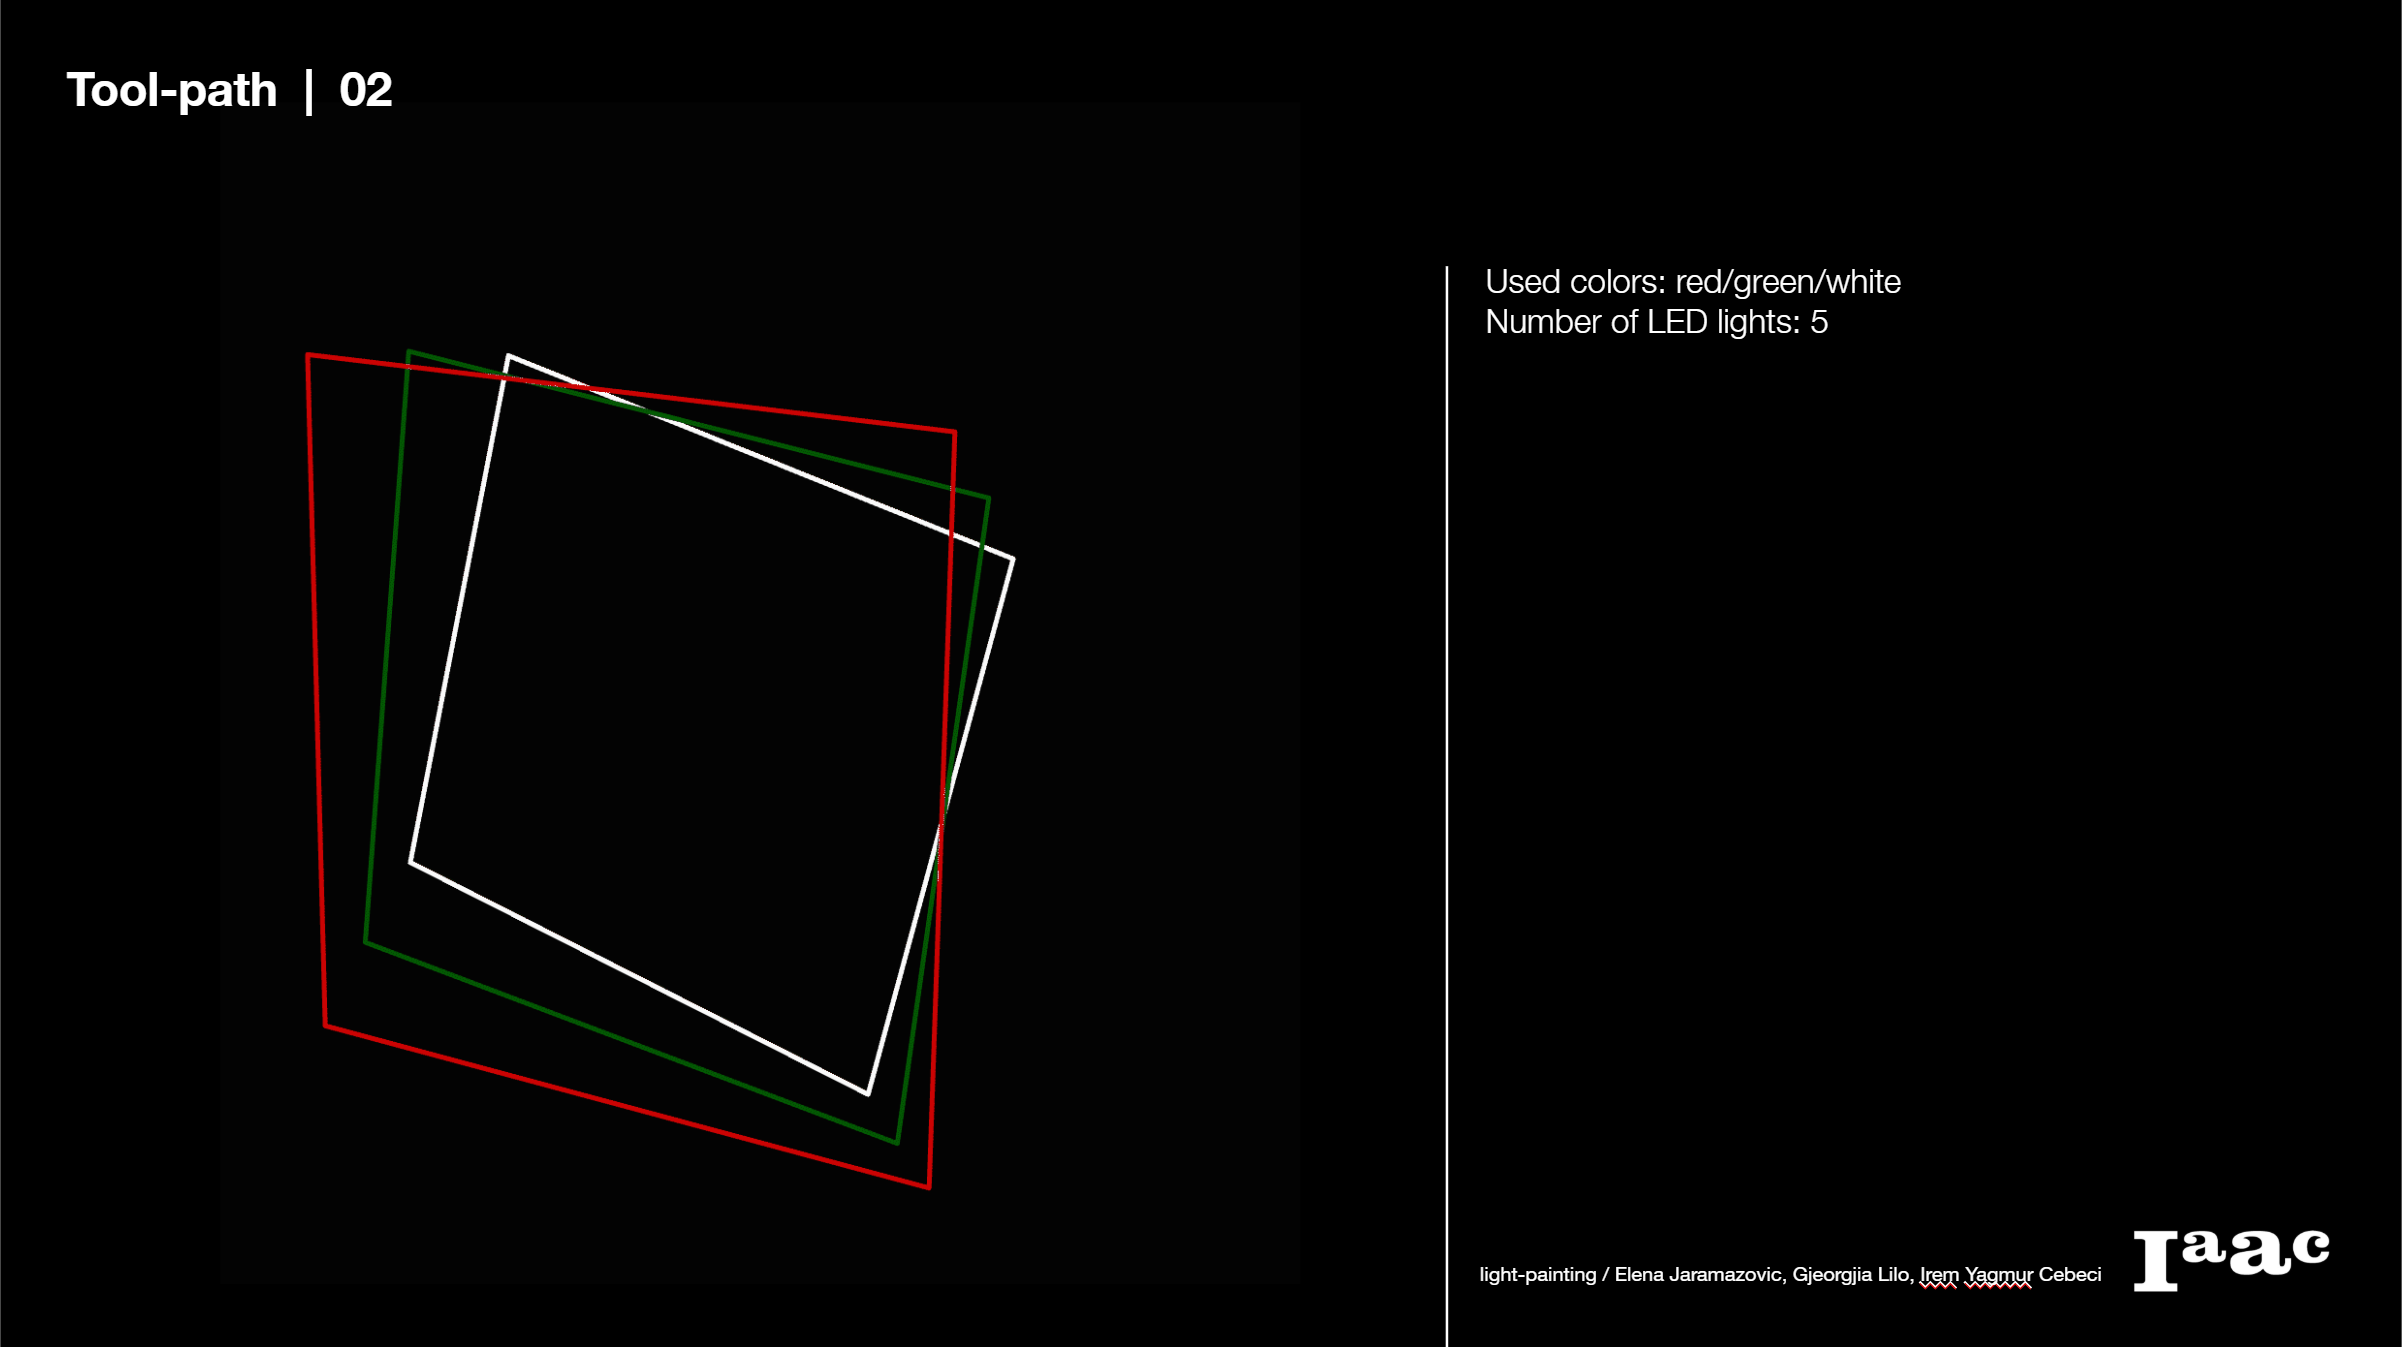 Tool-path | 02
Used colors: red/green/white
Number of LED lights: 5
light-painting / Elena Jaramazovic, Gjeorgjia Lilo, Irem Yagmur Cebeci
Iaac